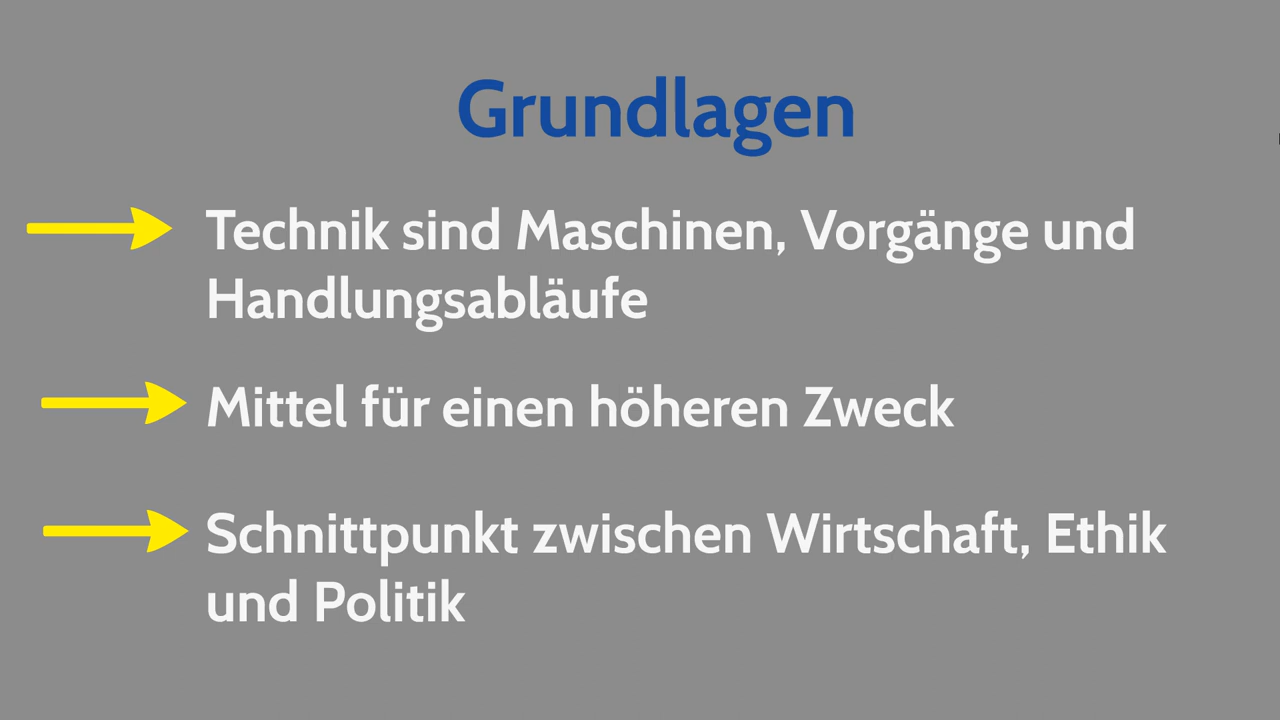 Grundlagen
Technik sind Maschinen, Vorgänge und
Handlungsabläufe
Mittel für einen höheren Zweck
Schnittpunkt zwischen Wirtschaft, Ethik
und Politik